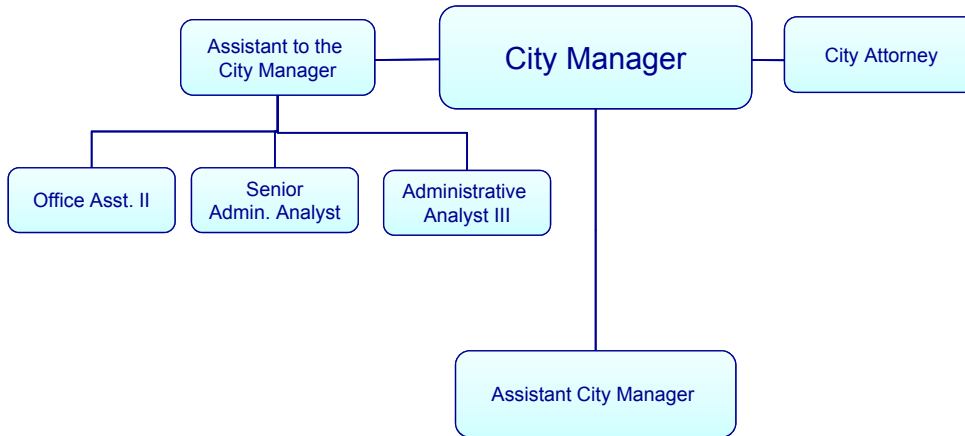 Assistant to the
City Manager
City Manager
City Attorney
Office Asst. II
Senior
Admin. Analyst
Administrative
Analyst III
Assistant City Manager